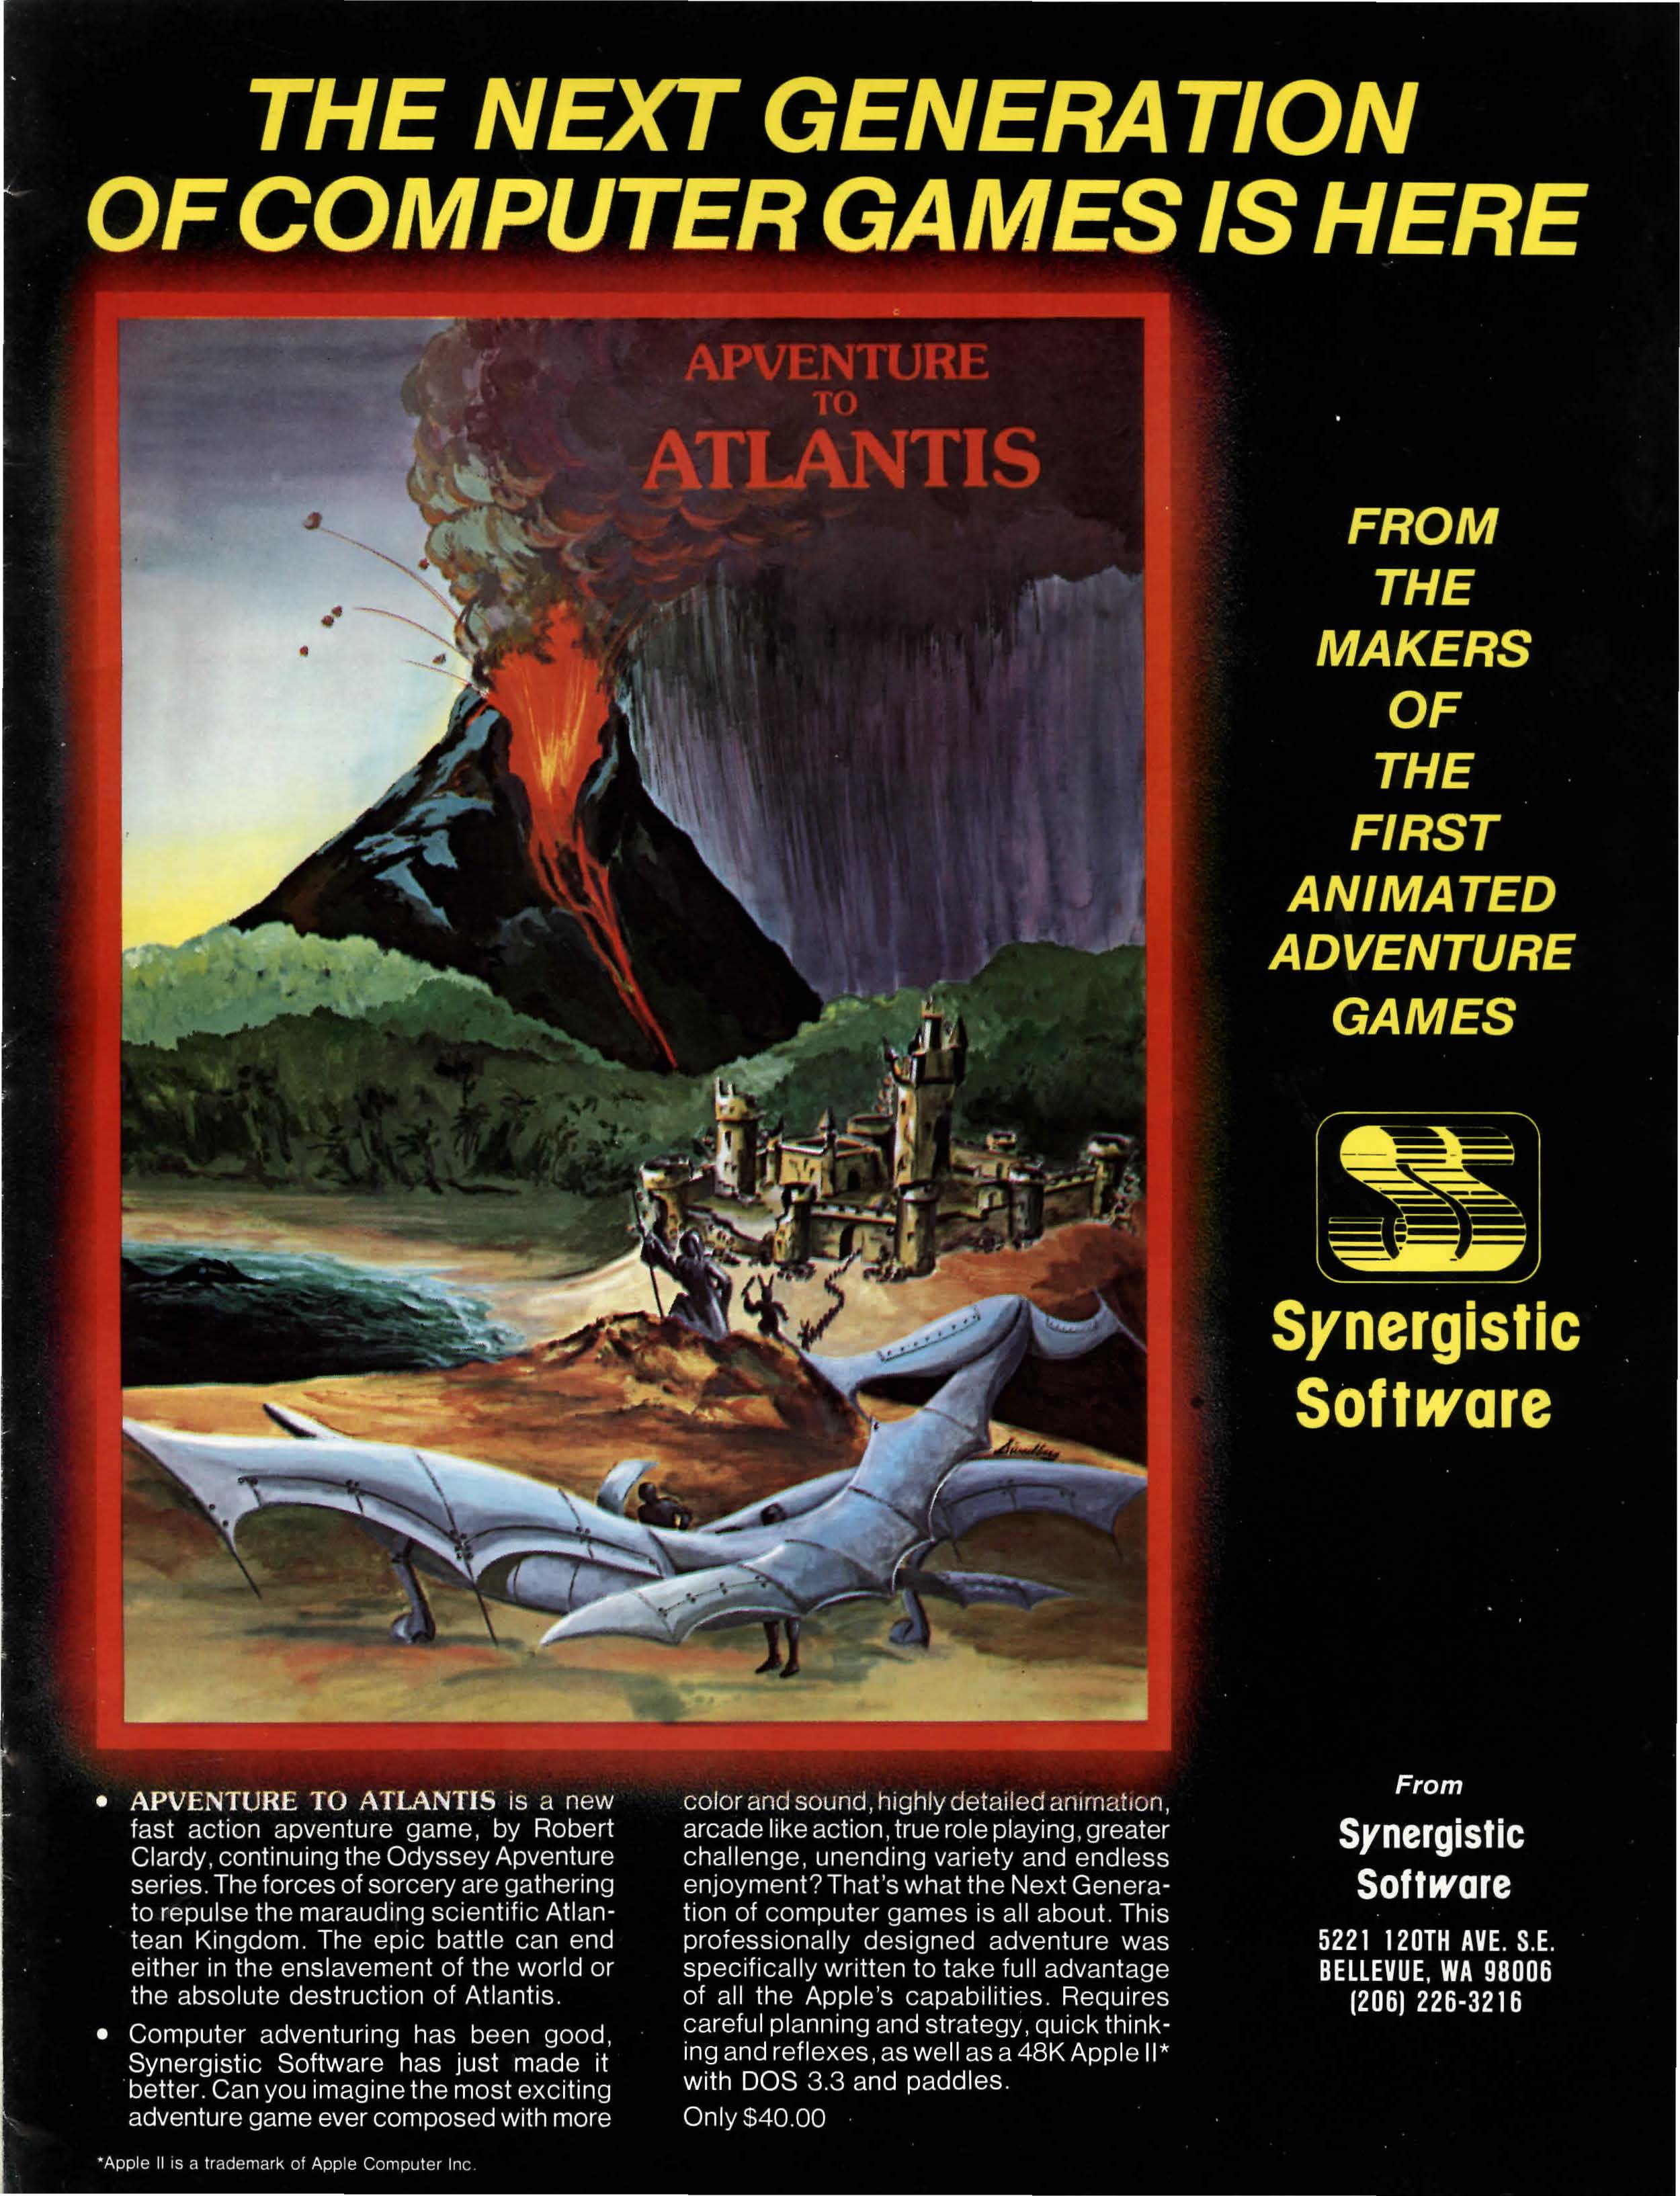 THE NEXT GENERATION
OF COMPUTER GAMES IS HERE
APVENTURE
TO
ATLANTIS
FROM
THE
MAKERS
OF
THE
FIRST
ANIMATED
ADVENTURE
GAMES
Synergistic
Software
• APVENTURE TO ATLANTIS is a new
fast action apventure game, by Robert
Clardy, continuing the Odyssey Apventure
series. The forces of sorcery are gathering
to repulse the marauding scientific Atlan-
tean Kingdom. The epic battle can end
either in the enslavement of the world or
the absolute destruction of Atlantis.
• Computer adventuring has been good,
Synergistic Software has just made it
better. Can you imagine the most exciting
adventure game ever composed with more
color and sound, highly detailed animation,
arcade like action, true role playing, greater
challenge, unending variety and endless
enjoyment? That's what the Next Genera-
tion of computer games is all about. This
professionally designed adventure was
specifically written to take full advantage
of all the Apple's capabilities. Requires
careful planning and strategy, quick think-
ing and reflexes, as well as a 48K Apple II*
with DOS 3.3 and paddles.
Only $40.00
From
Synergistic
Software
5221 120TH AVE. S.E.
BELLEVUE, WA 98006
(206) 226-3216
*Apple II is a trademark of Apple Computer Inc.